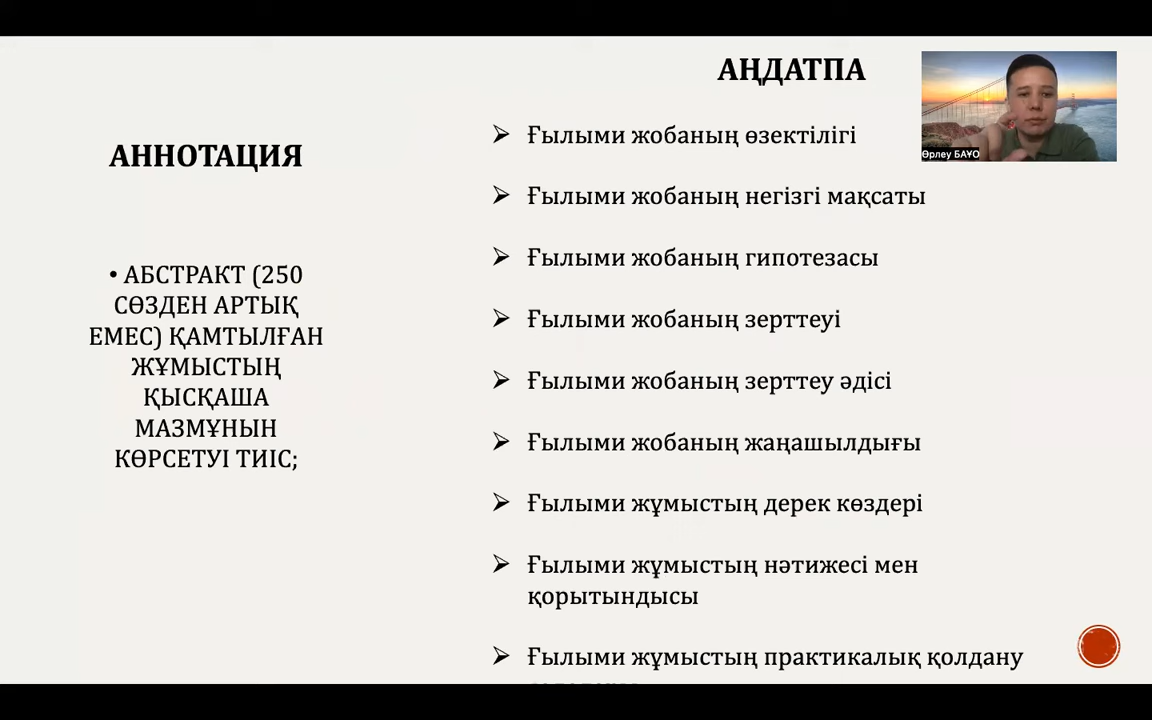 АННОТАЦИЯ
• АБСТРАКТ (250
СӨЗДЕН АРТЫҚ
ЕМЕС) ҚАМТЫЛҒАН
ЖҰМЫСТЫҢ
ҚЫСҚАША
МАЗМҰНЫН
КӨРСЕТУІ ТИІС;
АҢДАТПА
➢ Ғылыми жобаның өзектілігі
➢ Ғылыми жобаның негізгі мақсаты
➢ Ғылыми жобаның гипотезасы
➢ Ғылыми жобаның зерттеуі
➢ Ғылыми жобаның зерттеу әдісі
➢ Ғылыми жобаның жаңашылдығы
➢ Ғылыми жұмыстың дерек көздері
➢ Ғылыми жұмыстың нәтижесі мен
қорытындысы
➢ Ғылыми жұмыстың практикалық қолдану
Өрлеу БАҰО